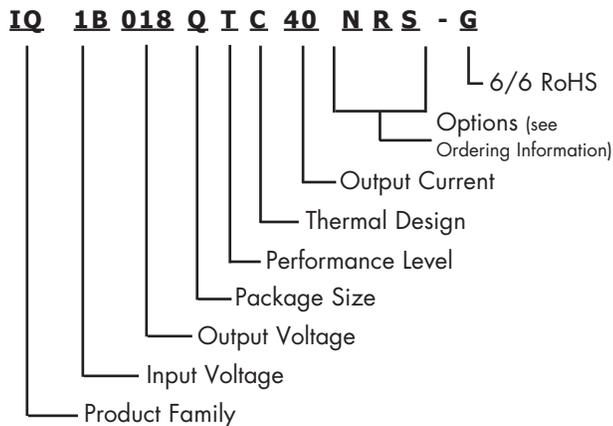 IQ 1B 018 Q T C 40 N R S - G
6/6 RoHS
Options (see
Ordering Information)
Output Current
Thermal Design
Performance Level
Package Size
Output Voltage
Input Voltage
Product Family